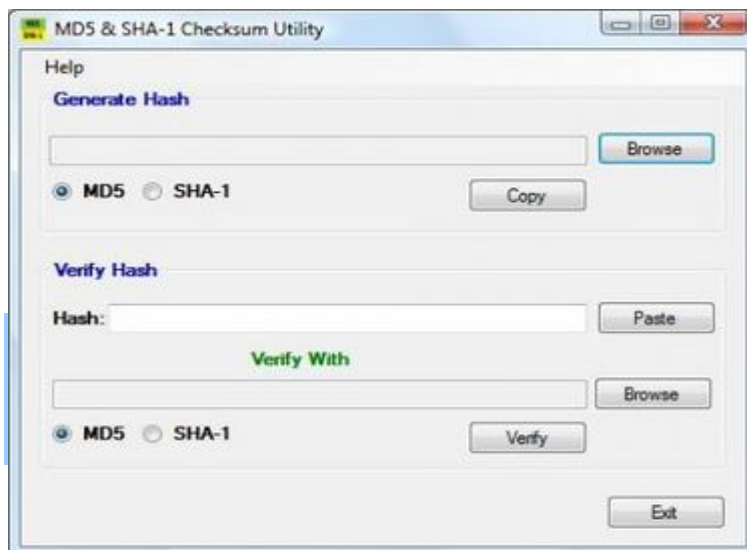 MD5 & SHA-1 Checksum Utility
Help
Generate Hash
Browse
MD5 SHA-1 Copy
Verify Hash
Hash: Paste
Verify With
Browse
MD5 SHA-1 Verify
Exit